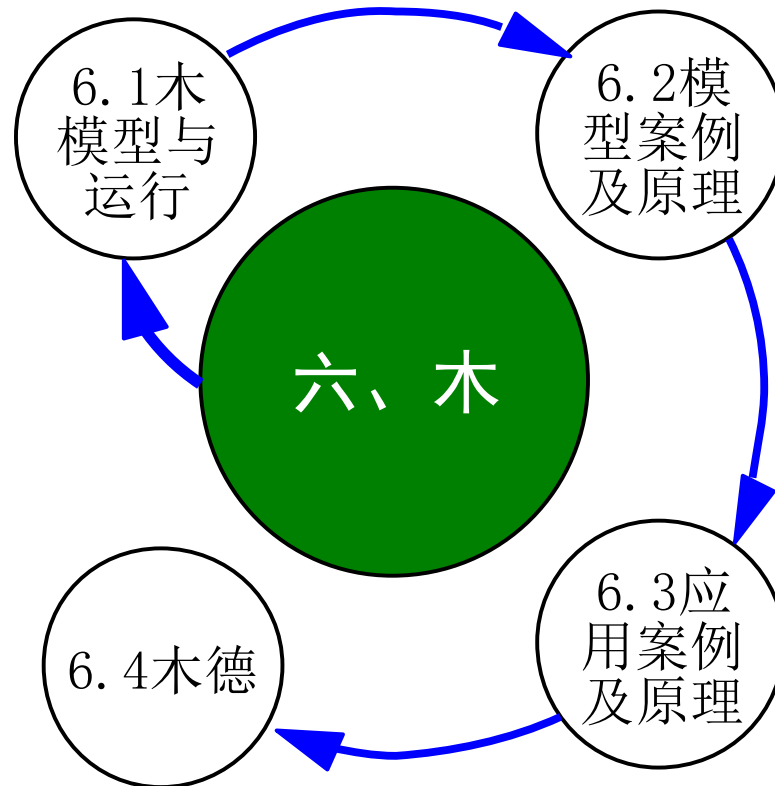 6.1木
模型与
运行
6.2模
型案例
及原理
六、木
6.3应
用案例
及原理
6.4木德